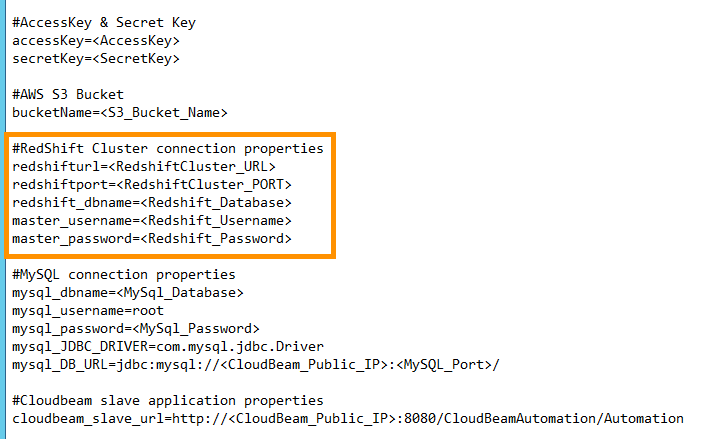 #AccessKey & Secret Key
accessKey=<AccessKey>
secretKey=<SecretKey>
#AWS S3 Bucket
bucketName=<S3_Bucket_Name>
#RedShift Cluster connection properties
redshifturl=<RedshiftCluster_URL>
redshiftport=<RedshiftCluster_PORT>
redshift_dbname=<Redshift_Database>
master_username=<Redshift_Username>
master_password=<Redshift_Password>
#MySQL connection properties
mysql_dbname=<MySql_Database>
mysql_username=root
mysql_password=<MySql_Password>
mysql_JDBC_DRIVER=com.mysql.jdbc.Driver
mysql_DB_URL=jdbc:mysql://<CloudBeam_Public_IP>:<MySQL_Port>/
#Cloudbeam slave application properties
cloudbeam_slave_url=http://<CloudBeam_Public_IP>:8080/CloudBeamAutomation/Automation